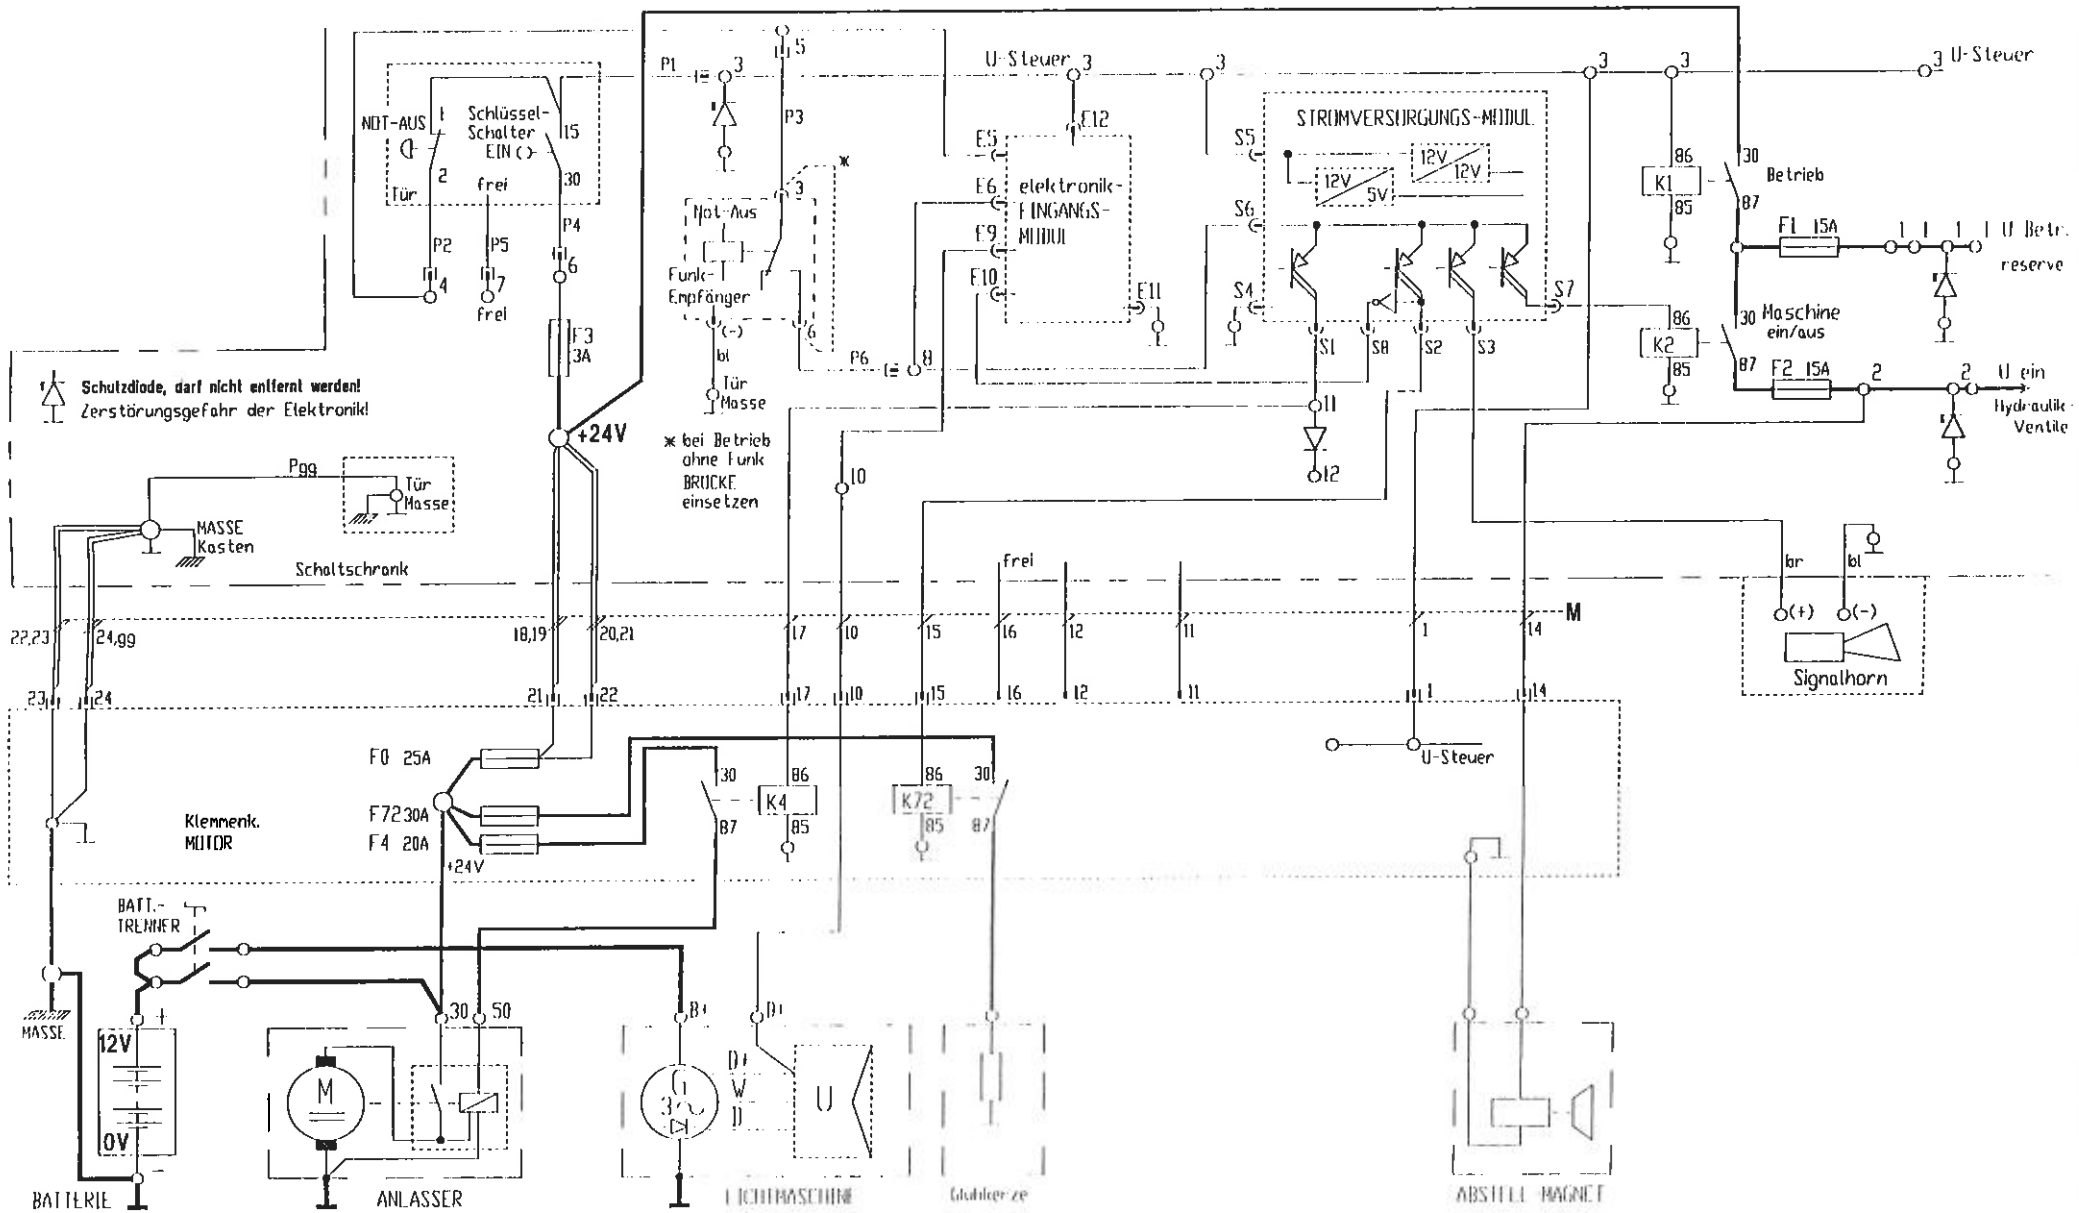 5
P1
3
U-Steuer
3
3
3
3
3
U-Steuer
NOT-AUS
1
Schlüssel-
Schalter
EIN
15
2
30
frei
Tür
P3
E12
E5
E6
E9
E10
E11
elektronik-
EINGANGS-
MODUL
STROMVERSORGUNGS-MODUL
12V
12V
12V
5V
S5
S6
S4
S7
S1
S8
S2
S3
86
K1
85
30
Betrieb
87
F1 15A
1
1
1
1
U Betr.
reserve
P2
P5
P4
4
7
6
frei
*
3
Not-Aus
Funk-
Empfänger
(-)
6
bl
Tür
Masse
P6
8
86
K2
85
30
Maschine
ein/aus
87
F2 15A
2
2
U ein
Hydraulik-
Ventile
F3
3A
Schutzdiode, darf nicht entfernt werden!
Zerstörungsgefahr der Elektronik!
+24V
* bei Betrieb
ohne Funk
BRÜCKE
einsetzen
11
12
10
Pgg
Tür
Masse
MASSE
Kasten
Schaltschrank
frei
br
bl
(+)
(-)
Signalhorn
22,23
24,gg
18,19
20,21
17
10
15
16
12
11
1
14
M
23
24
21
22
17
10
15
16
12
11
1
14
F0 25A
F72 30A
F4 20A
+24V
Klemmenk.
MOTOR
30
87
86
K4
85
86
K72
85
30
87
U-Steuer
BATT.-
TRENNER
MASSE
12V
0V
+
-
BATTERIE
30
50
M
ANLASSER
B+
D+
G
3
D+
W
D
U
LICHTMASCHINE
Glühkerze
ABSTELL-MAGNET